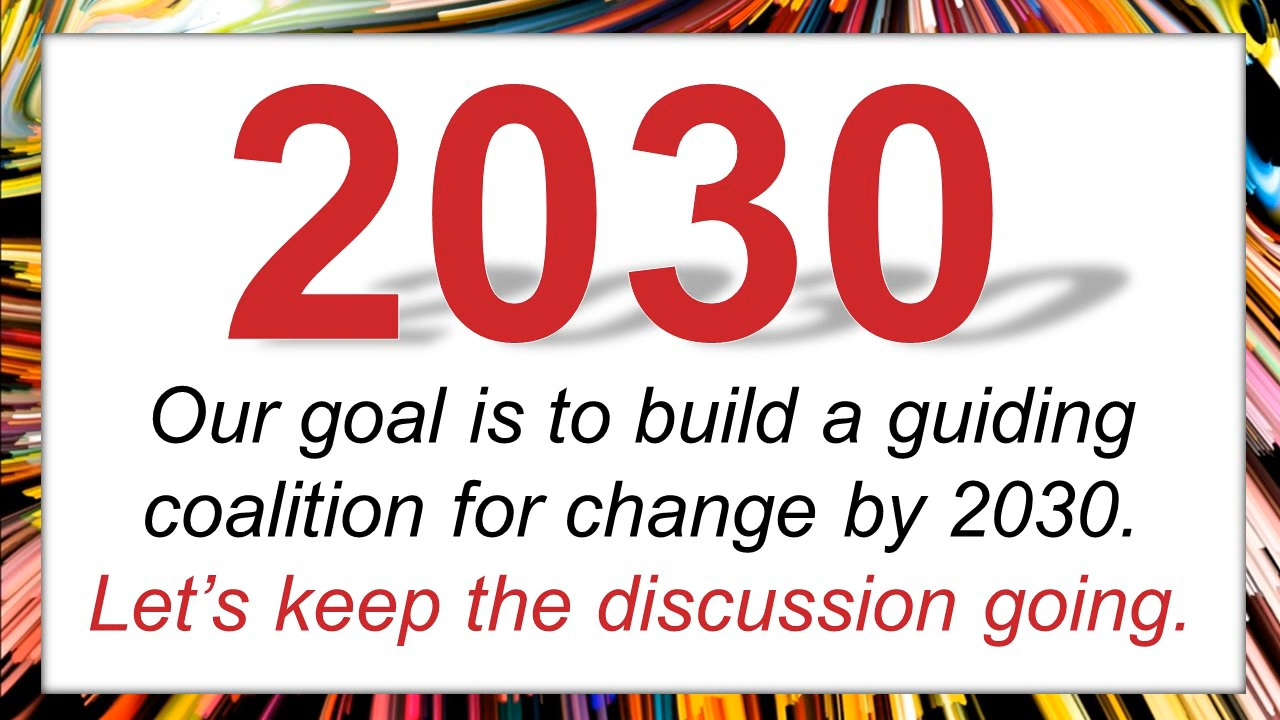 2030
Our goal is to build a guiding
coalition for change by 2030.
Let’s keep the discussion going.